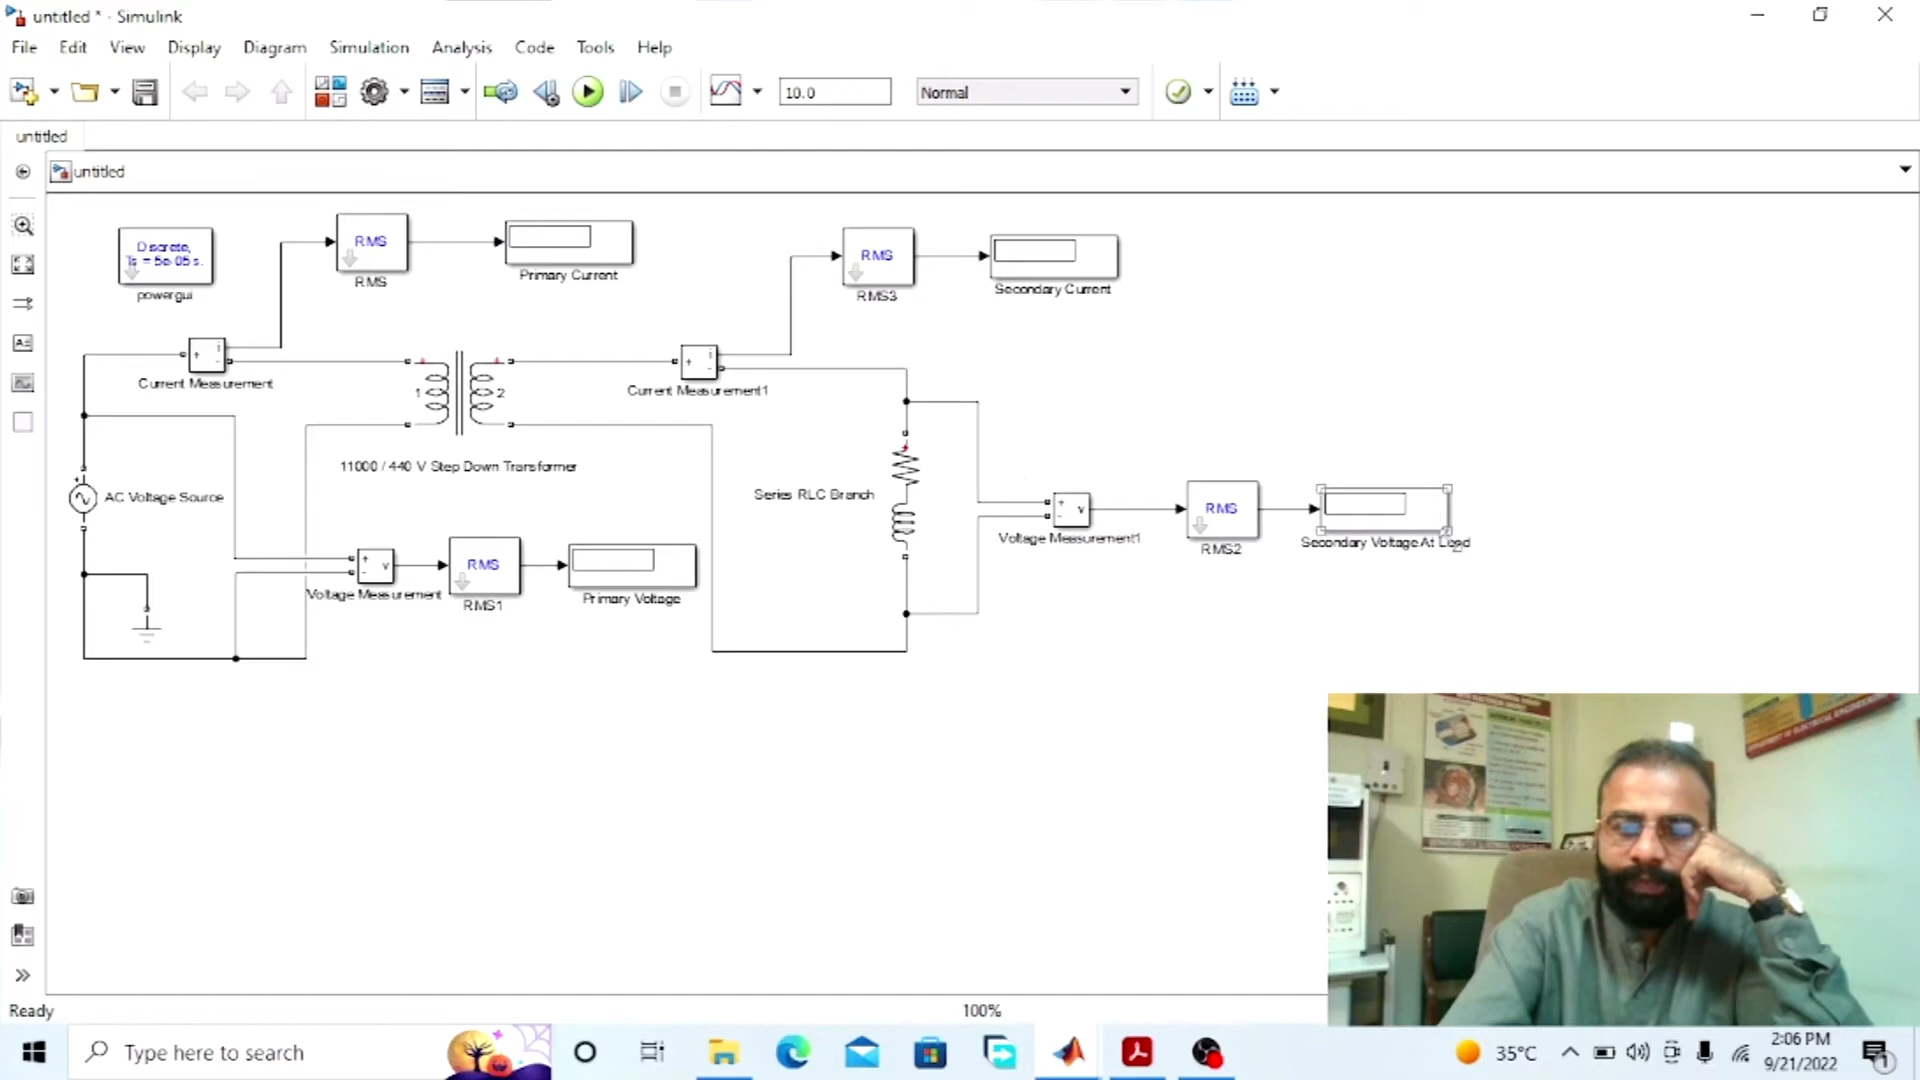 untitled * - Simulink
File Edit View Display Diagram Simulation Analysis Code Tools Help
10.0
Normal
untitled
untitled
Discrete,
Ts = 5e-05 s.
powergui
RMS
RMS
Primary Current
RMS
RMS3
Secondary Current
+ i -
Current Measurement
1 2
+ i -
Current Measurement1
11000 / 440 V Step Down Transformer
AC Voltage Source
Series RLC Branch
+ - v
Voltage Measurement1
RMS
RMS2
Secondary Voltage At Load
+ - v
Voltage Measurement
RMS
RMS1
Primary Voltage
Ready
100%
Type here to search
35°C
2:06 PM
9/21/2022
1